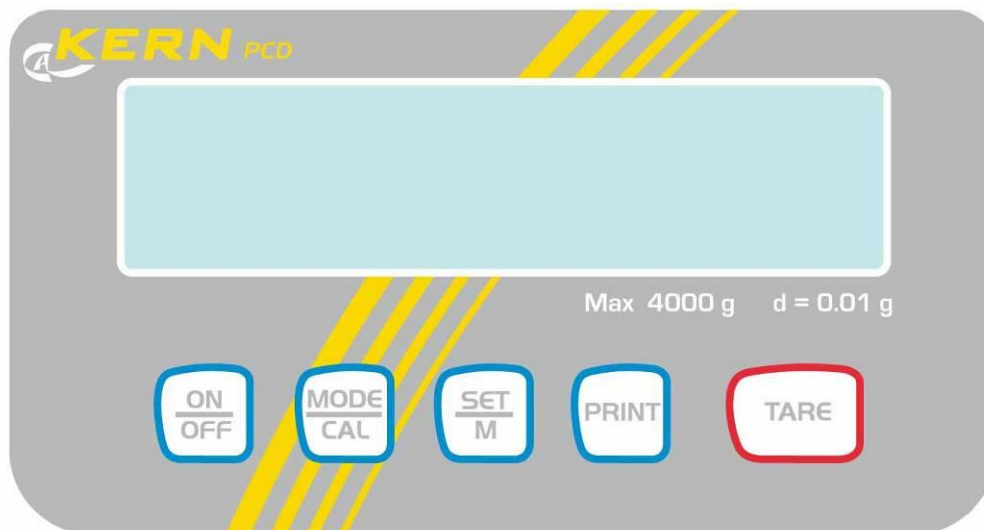 KERN PCD
Max 4000 g d = 0.01 g
ON
OFF
MODE
CAL
SET
M
PRINT
TARE